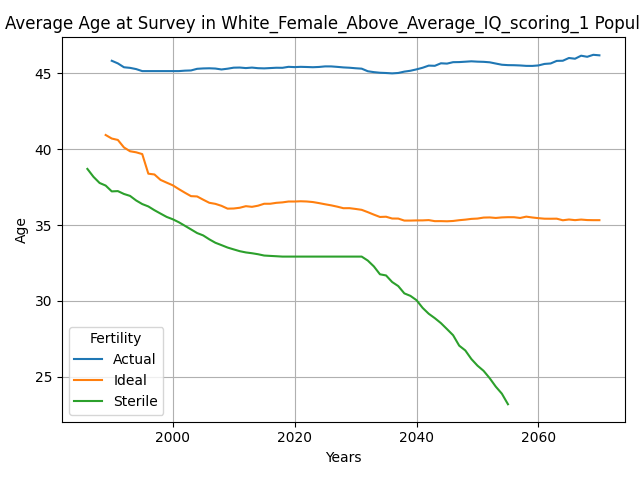 Average Age at Survey in White_Female_Above_Average_IQ_scoring_1 Popul
Age
45
40
35
30
25
Fertility
Actual
Ideal
Sterile
2000 2020 2040 2060
Years